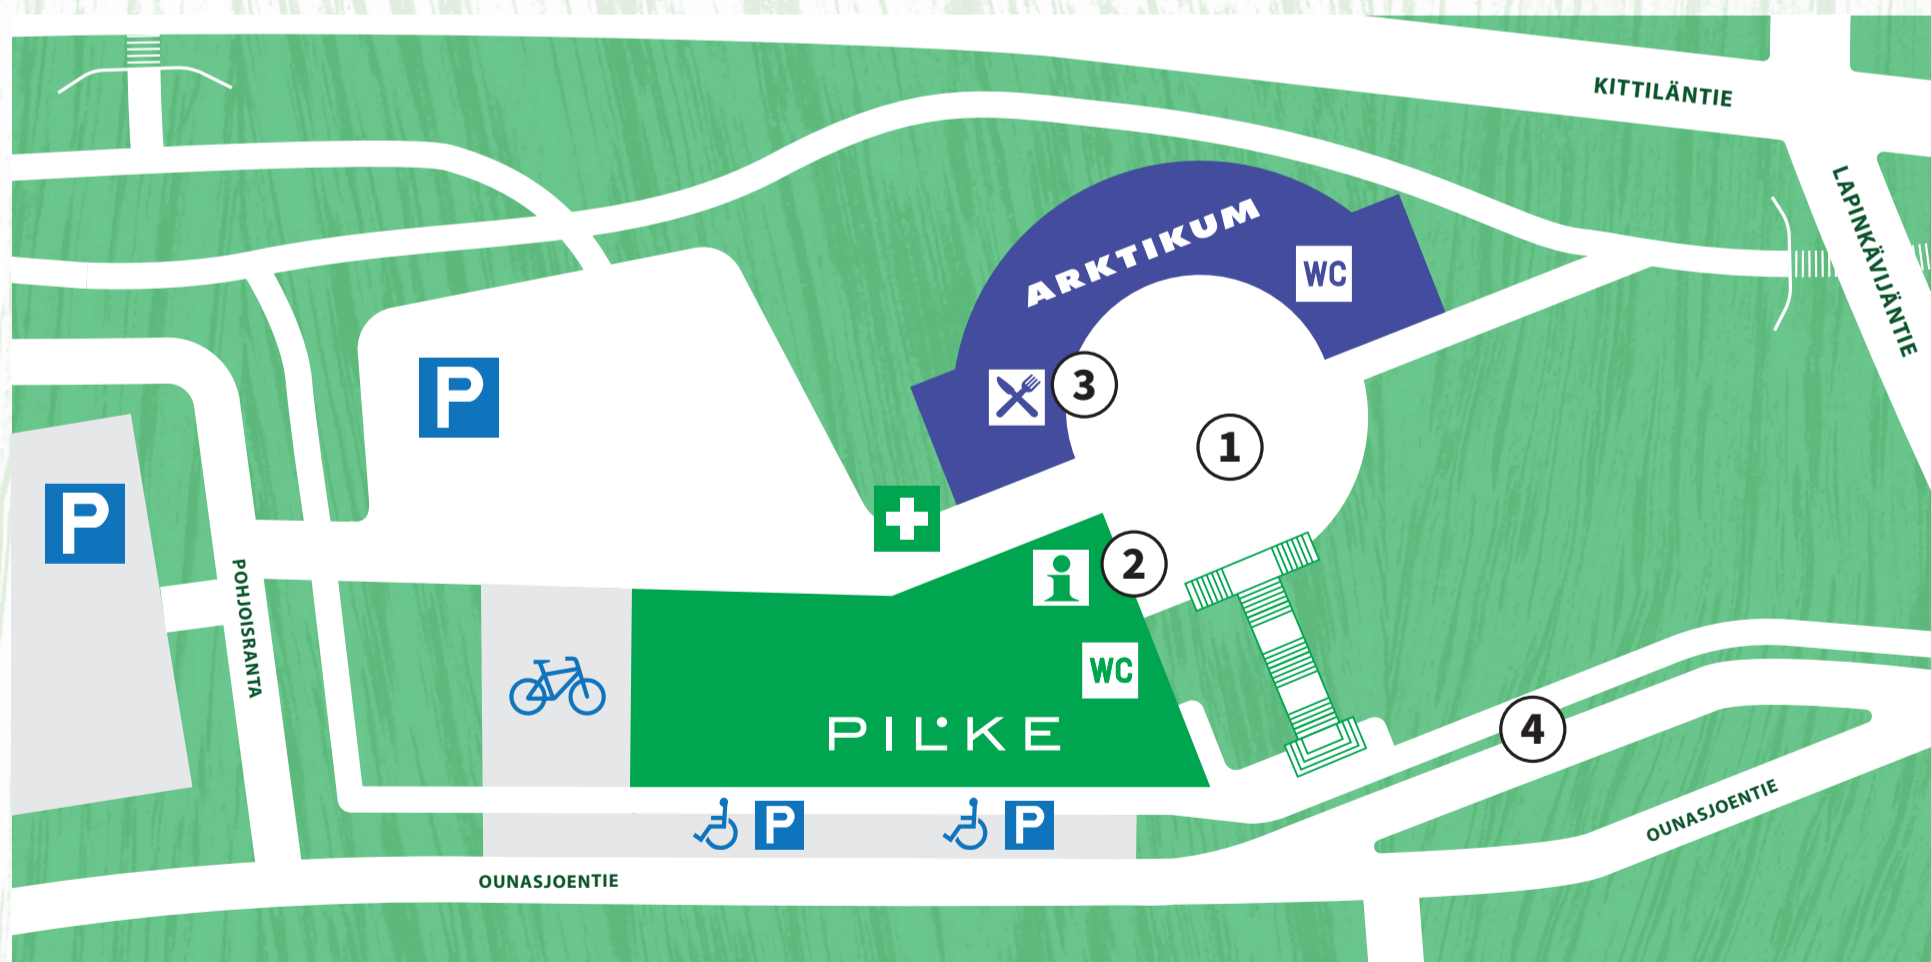 KITTILÄNTIE
LAPINKÄVIJÄNTIE
ARKTIKUM
WC
3
P
1
P
2
i
POHJOISRANTA
WC
PILKE
4
P
P
OUNASJOENTIE
OUNASJOENTIE